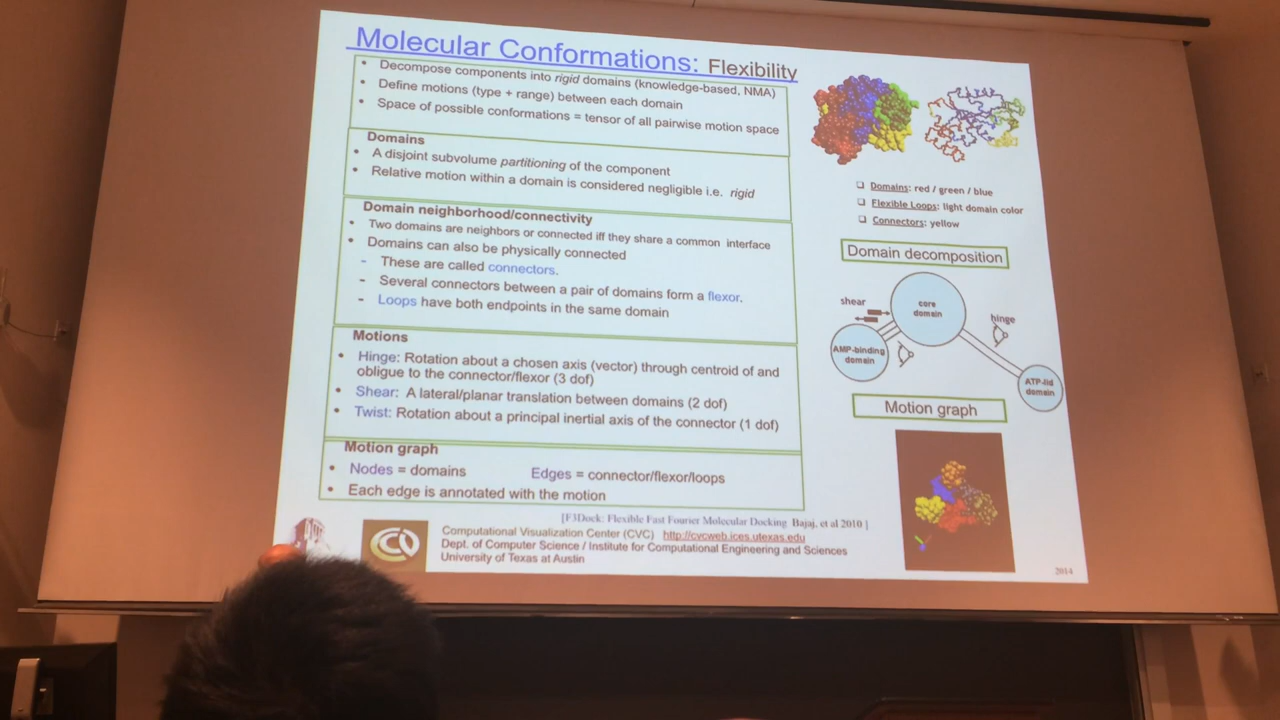 Molecular Conformations: Flexibility
• Decompose components into rigid domains (knowledge-based, NMA)
• Define motions (type + range) between each domain
• Space of possible conformations = tensor of all pairwise motion space
Domains
• A disjoint subvolume partitioning of the component
• Relative motion within a domain is considered negligible i.e. rigid
Domain neighborhood/connectivity
• Two domains are neighbors or connected iff they share a common interface
• Domains can also be physically connected
- These are called connectors.
- Several connectors between a pair of domains form a flexor.
- Loops have both endpoints in the same domain
Motions
• Hinge: Rotation about a chosen axis (vector) through centroid of and
oblique to the connector/flexor (3 dof)
• Shear: A lateral/planar translation between domains (2 dof)
• Twist: Rotation about a principal inertial axis of the connector (1 dof)
Motion graph
• Nodes = domains Edges = connector/flexor/loops
• Each edge is annotated with the motion
❑ Domains: red / green / blue
❑ Flexible Loops: light domain color
❑ Connectors: yellow
Domain decomposition
shear
core
domain
hinge
AMP-binding
domain
ATP-lid
domain
Motion graph
[F3Dock: Flexible Fast Fourier Molecular Docking Bajaj, et al 2010 ]
Computational Visualization Center (CVC) http://cvcweb.ices.utexas.edu
Dept. of Computer Science / Institute for Computational Engineering and Sciences
University of Texas at Austin
2014